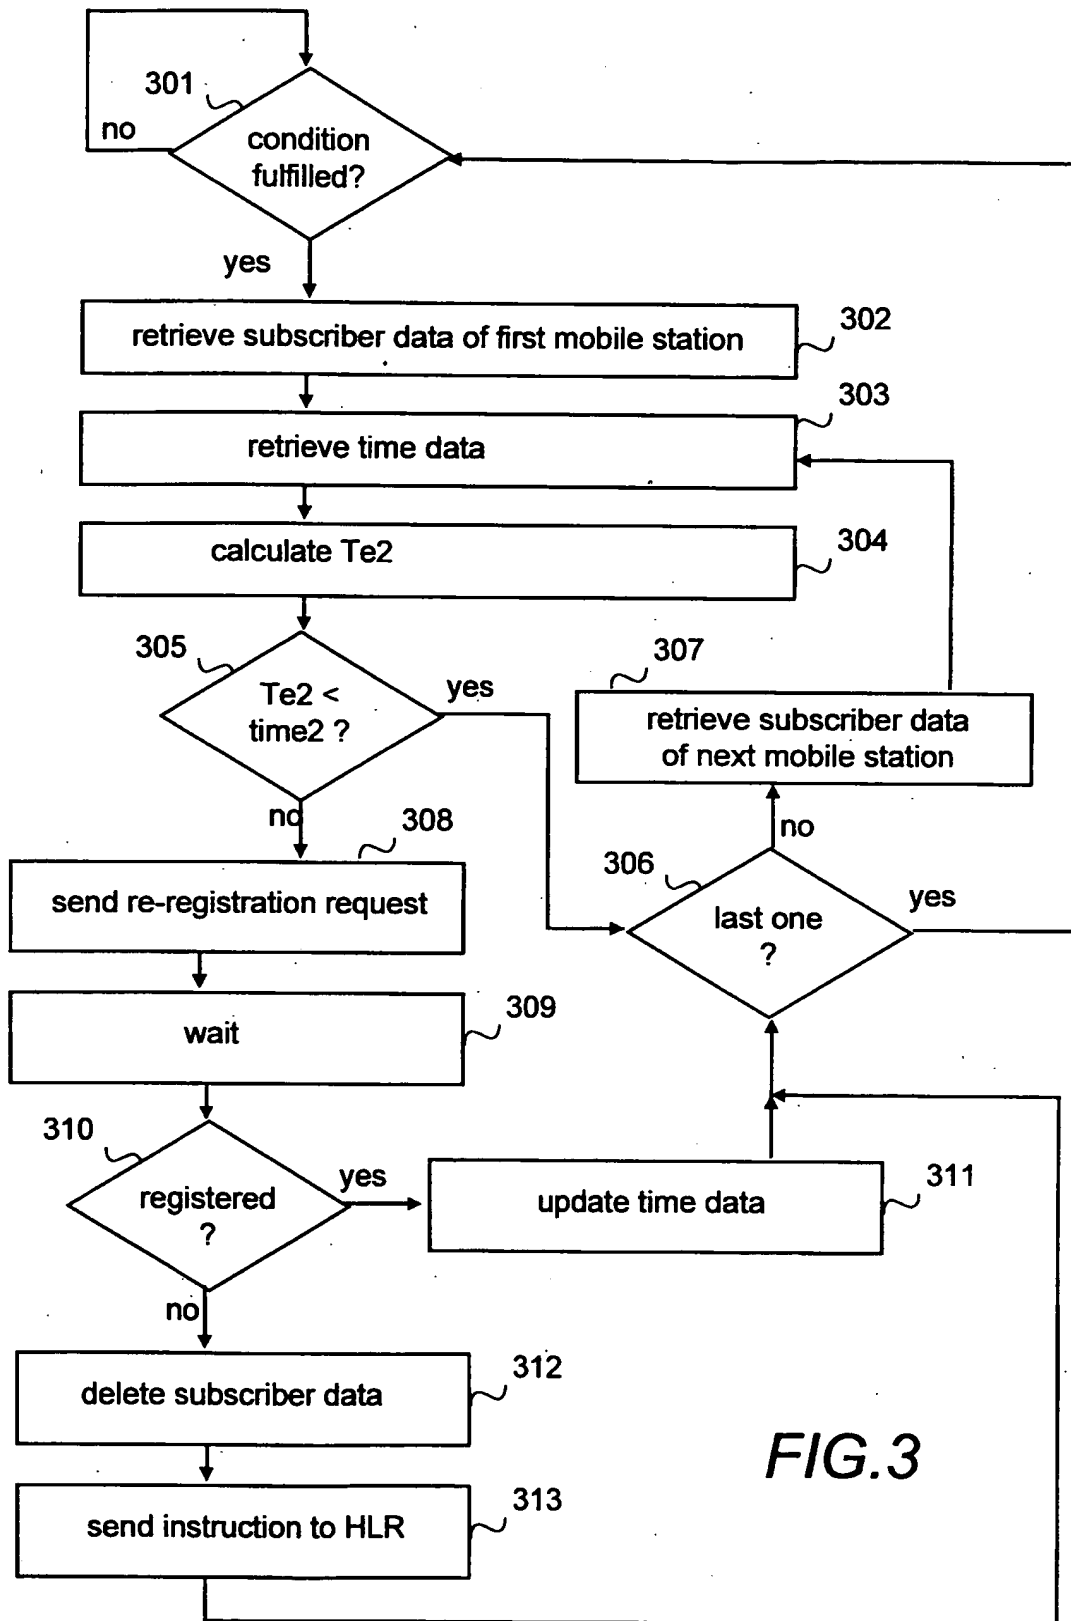 301
no
condition
fulfilled?
yes
retrieve subscriber data of first mobile station
302
303
retrieve time data
calculate Te2
304
305
Te2 <
time2 ?
yes
307
retrieve subscriber data
of next mobile station
no
no
308
306
send re-registration request
last one
?
yes
wait
309
310
registered
?
yes
update time data
311
no
delete subscriber data
312
send instruction to HLR
313
FIG.3